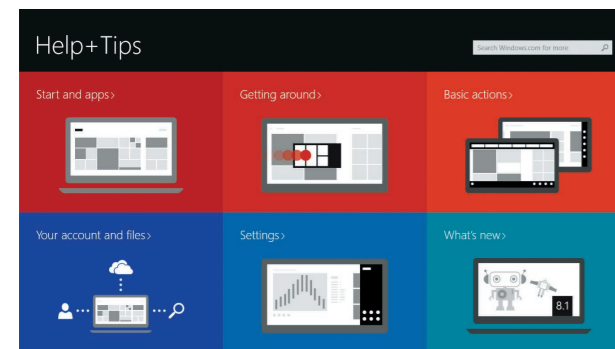 Help+Tips
Search Windows.com for more
Start and apps>
Getting around>
Basic actions>
Your account and files>
Settings>
What's new>
8.1